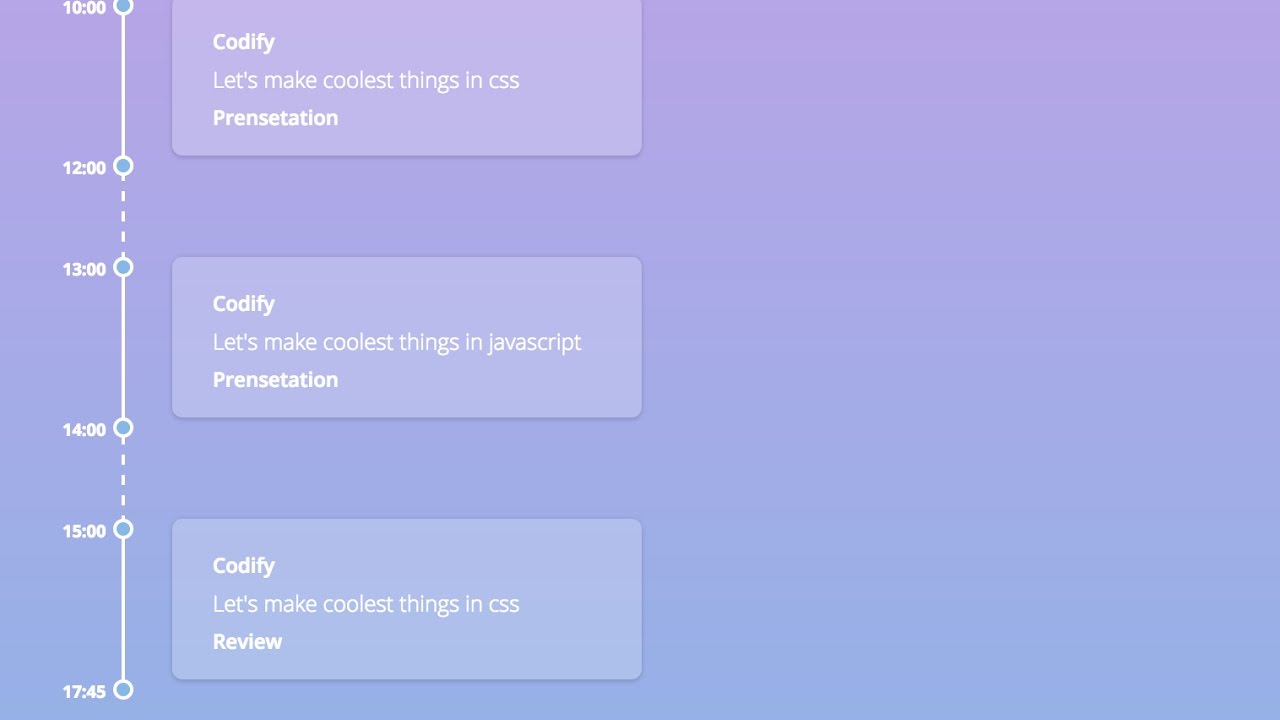 10:00
Codify
Let's make coolest things in css
Prensetation
12:00
13:00
Codify
Let's make coolest things in javascript
Prensetation
14:00
15:00
Codify
Let's make coolest things in css
Review
17:45